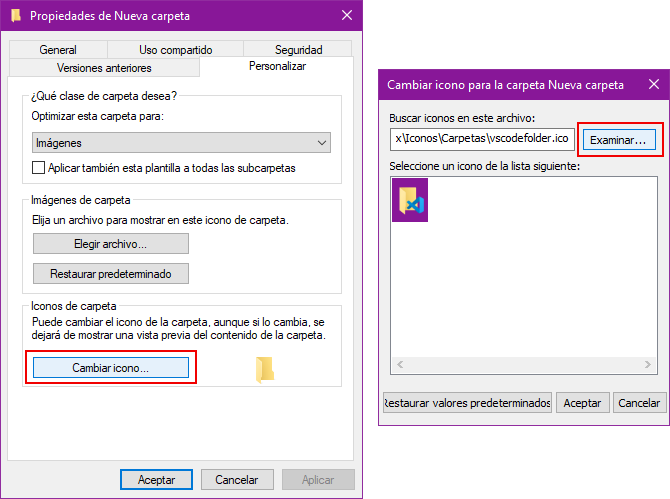 Propiedades de Nueva carpeta
General
Uso compartido
Seguridad
Versiones anteriores
Personalizar
¿Qué clase de carpeta desea?
Optimizar esta carpeta para:
Imágenes
Aplicar también esta plantilla a todas las subcarpetas
Imágenes de carpeta
Elija un archivo para mostrar en este icono de carpeta.
Elegir archivo...
Restaurar predeterminado
Iconos de carpeta
Puede cambiar el icono de la carpeta, aunque si lo cambia, se
dejará de mostrar una vista previa del contenido de la carpeta.
Cambiar icono...
Aceptar
Cancelar
Aplicar
Cambiar icono para la carpeta Nueva carpeta
Buscar iconos en este archivo:
x\Iconos\Carpetas\vscodefolder.ico
Examinar...
Seleccione un icono de la lista siguiente:
Restaurar valores predeterminados
Aceptar
Cancelar